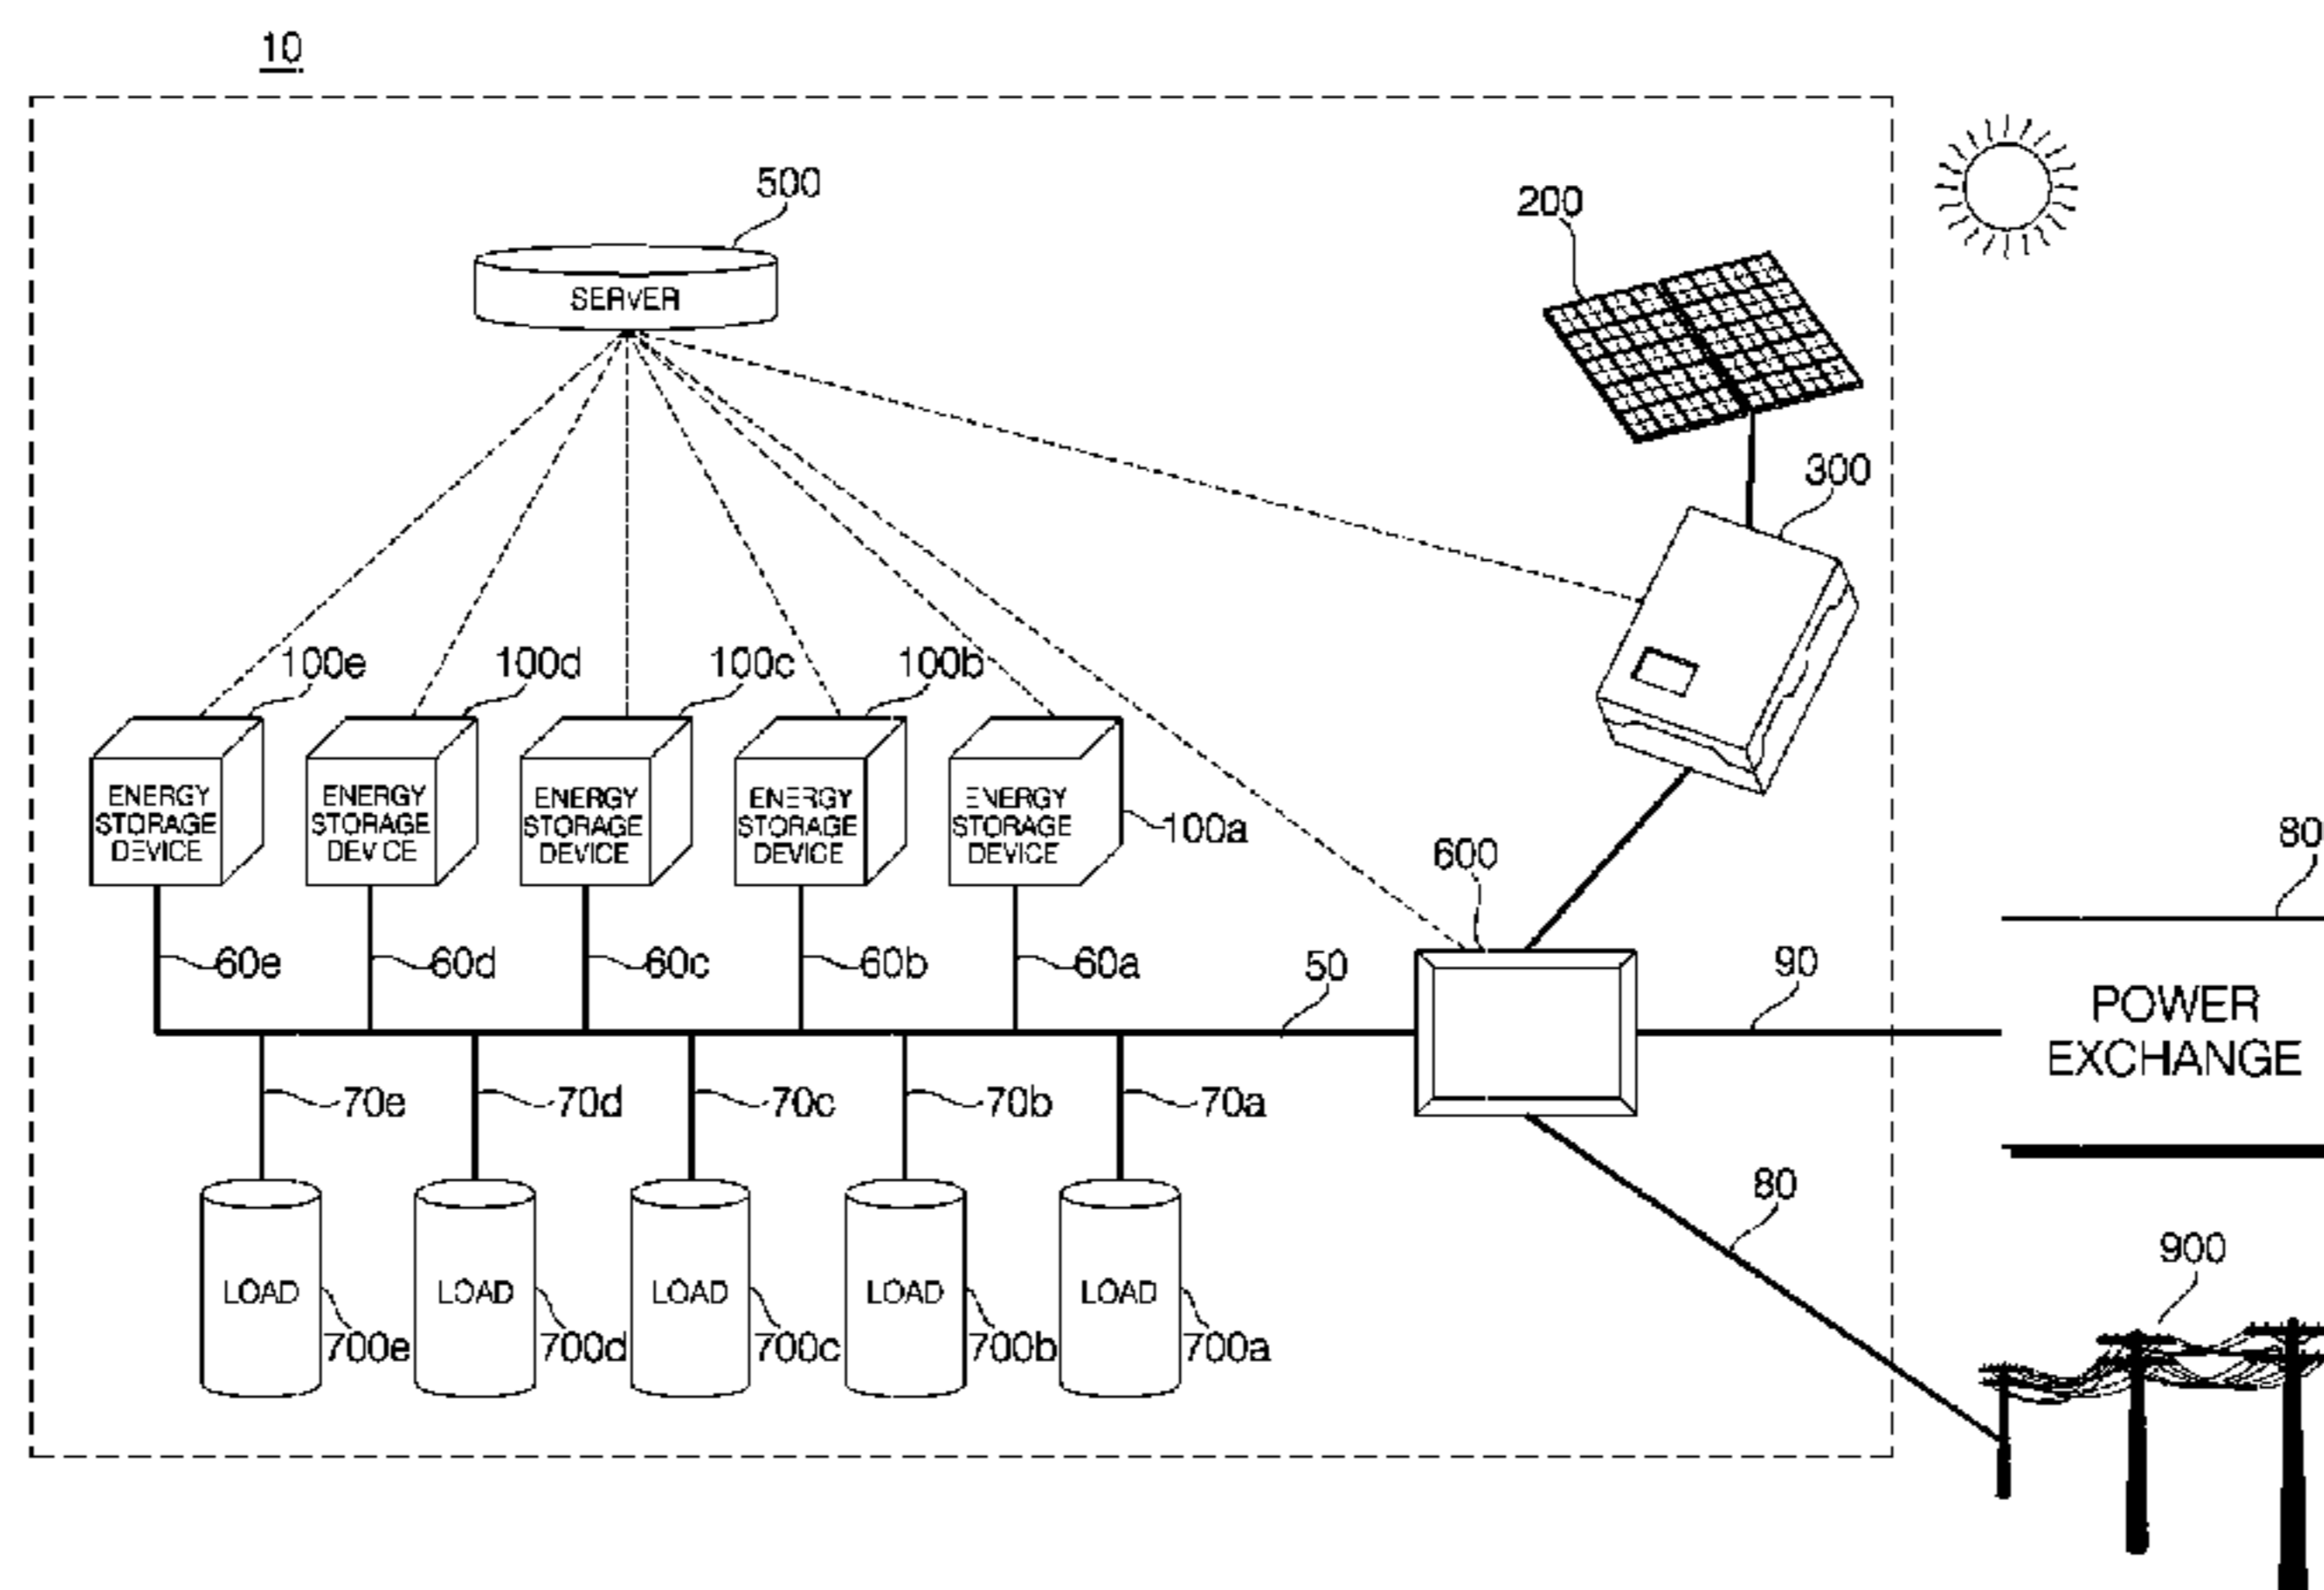 10
500
SERVER
200
300
100e
100d
100c
100b
ENERGY
STORAGE
DEVICE
ENERGY
STORAGE
DEVICE
ENERGY
STORAGE
DEVICE
ENERGY
STORAGE
DEVICE
ENERGY
STORAGE
DEVICE
100a
600
80
60e
60d
60c
60b
60a
50
90
POWER
EXCHANGE
70e
70d
70c
70b
70a
80
900
LOAD
LOAD
LOAD
LOAD
LOAD
700e
700d
700c
700b
700a